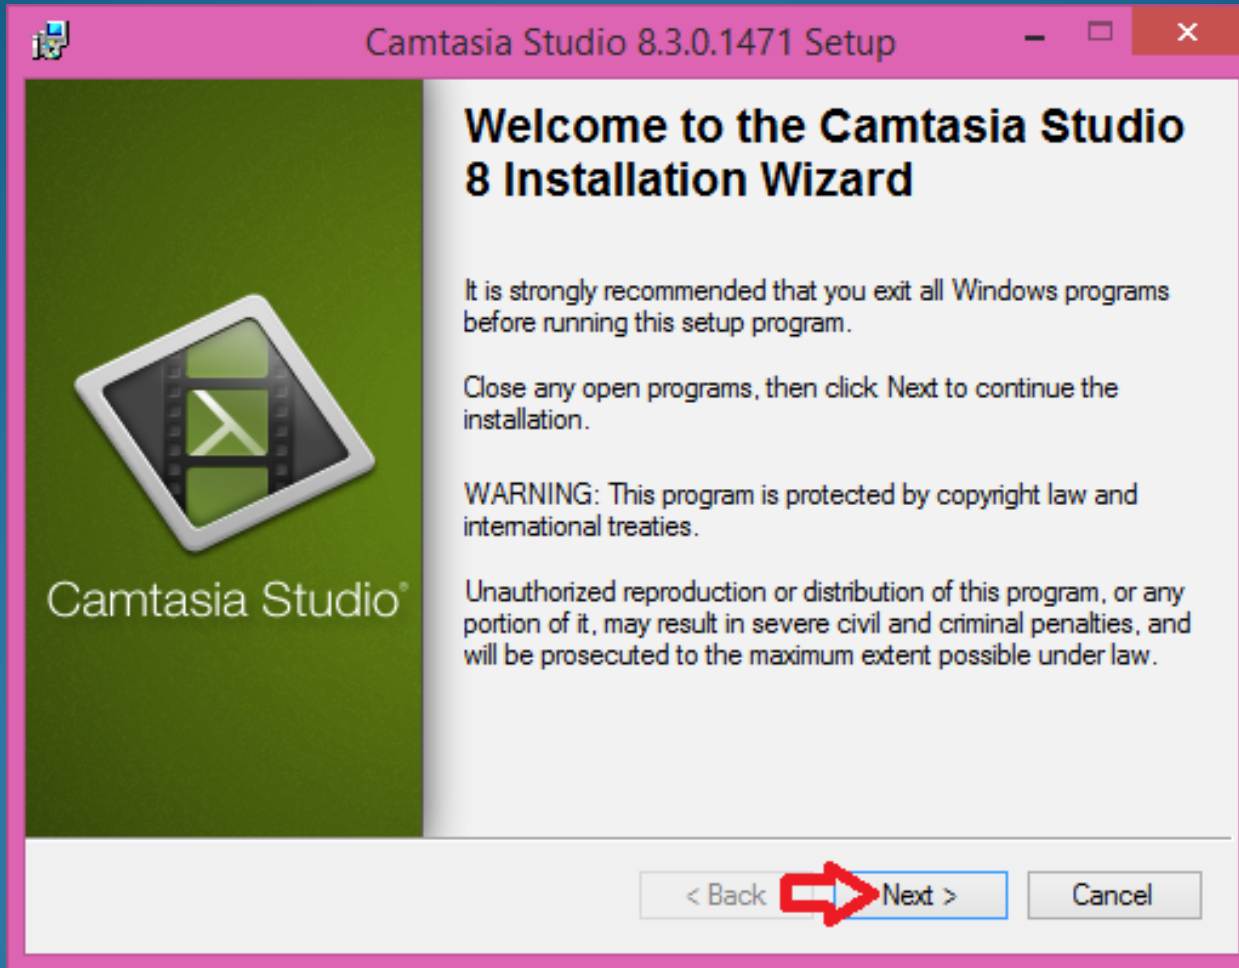 Camtasia Studio 8.3.0.1471 Setup
Welcome to the Camtasia Studio
8 Installation Wizard
It is strongly recommended that you exit all Windows programs
before running this setup program.
Close any open programs, then click Next to continue the
installation.
WARNING: This program is protected by copyright law and
international treaties.
Camtasia Studio®
Unauthorized reproduction or distribution of this program, or any
portion of it, may result in severe civil and criminal penalties, and
will be prosecuted to the maximum extent possible under law.
< Back
Next >
Cancel